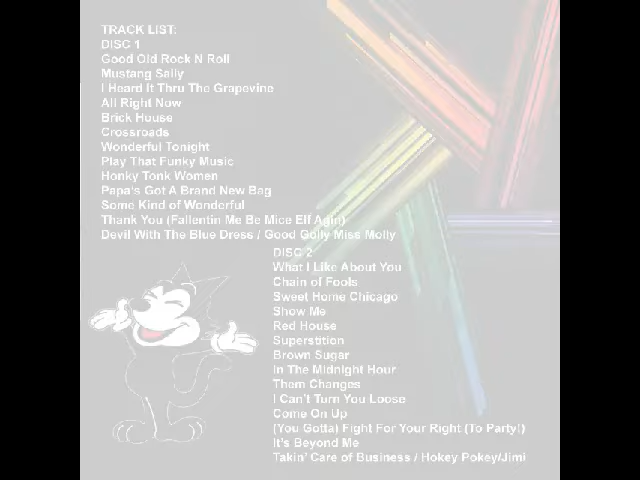 TRACK LIST:
DISC 1
Good Old Rock N Roll
Mustang Sally
I Heard It Thru The Grapevine
All Right Now
Brick House
Crossroads
Wonderful Tonight
Play That Funky Music
Honky Tonk Women
Papa's Got A Brand New Bag
Some Kind of Wonderful
Thank You (Fallentin Me Be Mice Elf Agin)
Devil With The Blue Dress / Good Golly Miss Molly
DISC 2
What I Like About You
Chain of Fools
Sweet Home Chicago
Show Me
Red House
Superstition
Brown Sugar
In The Midnight Hour
Them Changes
I Can't Turn You Loose
Come On Up
(You Gotta) Fight For Your Right (To Party!)
It's Beyond Me
Takin' Care of Business / Hokey Pokey/Jimi